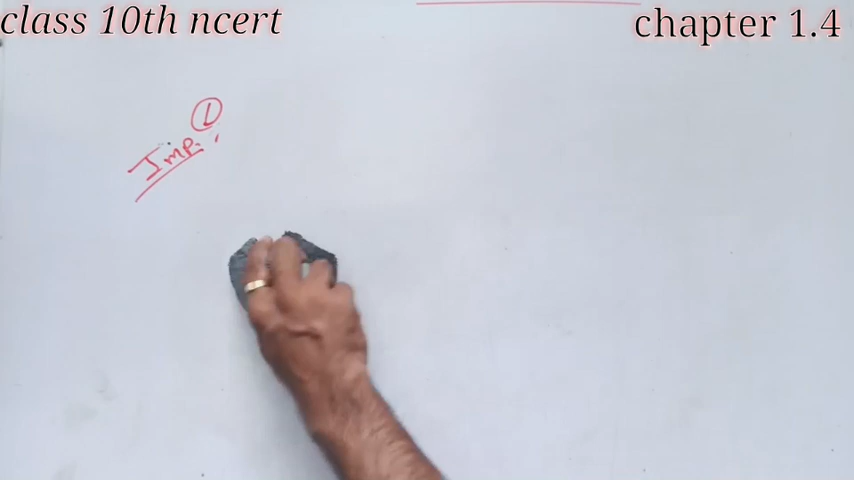 class 10th ncert
chapter 1.4
①
Imp.